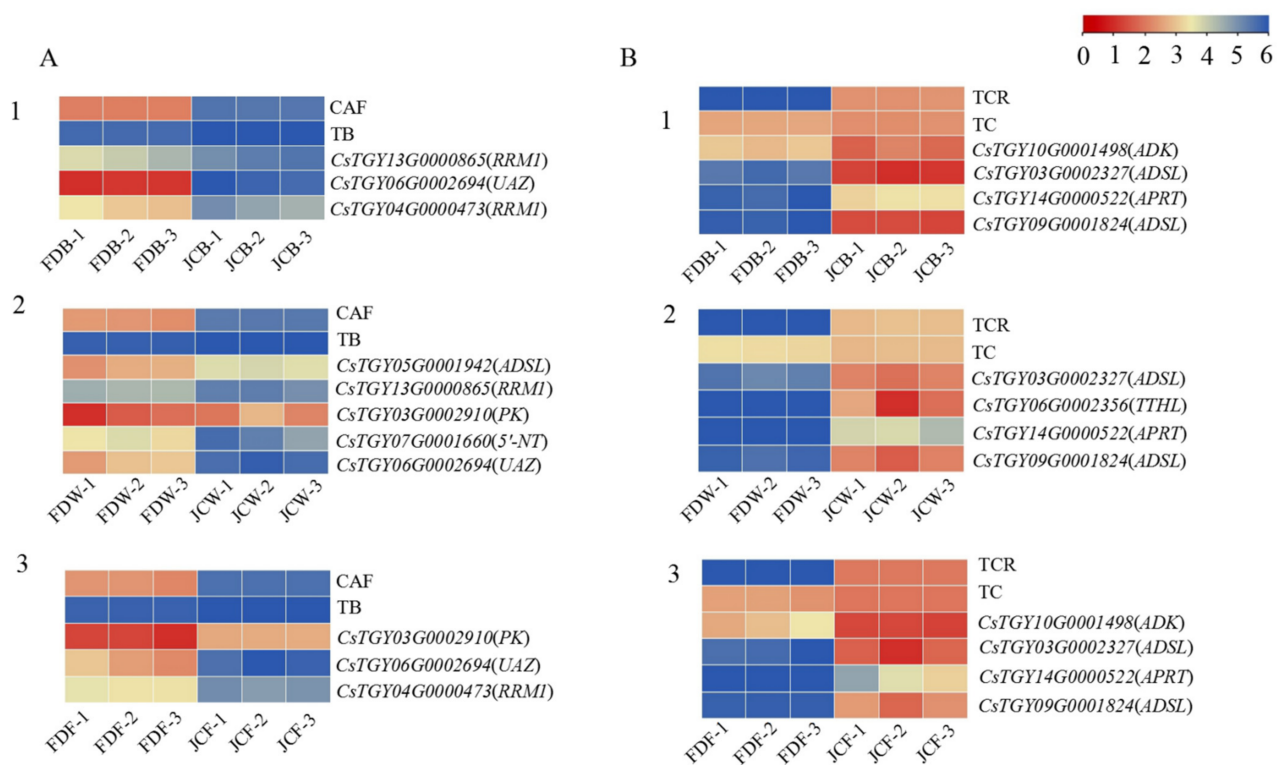 0 1 2 3 4 5 6
A
B
1
CAF
TB
CsTGY13G0000865(RRM1)
CsTGY06G0002694(UAZ)
CsTGY04G0000473(RRM1)
FDB-1 FDB-2 FDB-3 JCB-1 JCB-2 JCB-3
2
CAF
TB
CsTGY05G0001942(ADSL)
CsTGY13G0000865(RRM1)
CsTGY03G0002910(PK)
CsTGY07G0001660(5'-NT)
CsTGY06G0002694(UAZ)
FDW-1 FDW-2 FDW-3 JCW-1 JCW-2 JCW-3
3
CAF
TB
CsTGY03G0002910(PK)
CsTGY06G0002694(UAZ)
CsTGY04G0000473(RRM1)
FDF-1 FDF-2 FDF-3 JCF-1 JCF-2 JCF-3
1
TCR
TC
CsTGY10G0001498(ADK)
CsTGY03G0002327(ADSL)
CsTGY14G0000522(APRT)
CsTGY09G0001824(ADSL)
FDB-1 FDB-2 FDB-3 JCB-1 JCB-2 JCB-3
2
TCR
TC
CsTGY03G0002327(ADSL)
CsTGY06G0002356(TTHL)
CsTGY14G0000522(APRT)
CsTGY09G0001824(ADSL)
FDW-1 FDW-2 FDW-3 JCW-1 JCW-2 JCW-3
3
TCR
TC
CsTGY10G0001498(ADK)
CsTGY03G0002327(ADSL)
CsTGY14G0000522(APRT)
CsTGY09G0001824(ADSL)
FDF-1 FDF-2 FDF-3 JCF-1 JCF-2 JCF-3